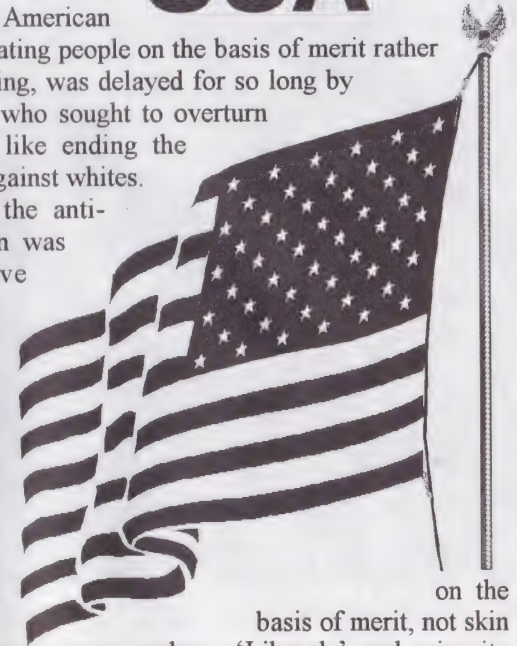 American
ating people on the basis of merit rather
ing, was delayed for so long by
who sought to overturn
like ending the
gainst whites.
the anti-
n was
ve
on the
basis of merit, not skin